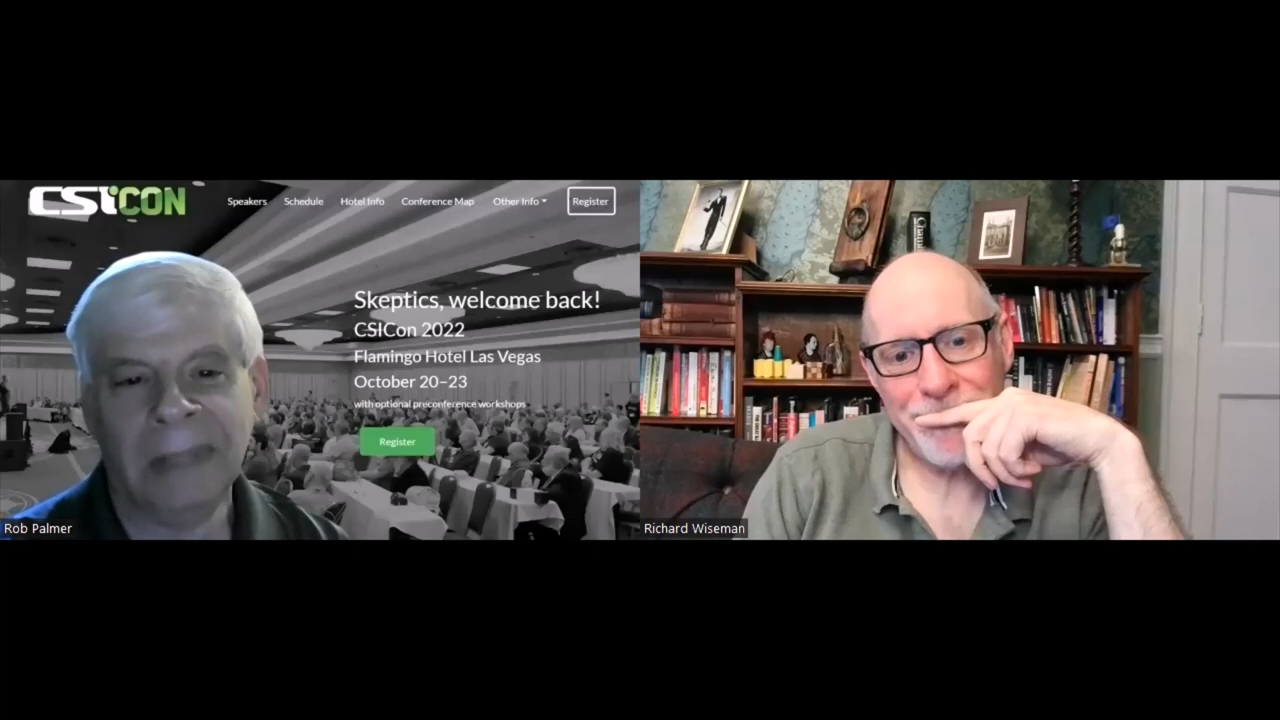 CSICON
Speakers Schedule Hotel Info Conference Map Other Info Register
Skeptics, welcome back!
CSICon 2022
Flamingo Hotel Las Vegas
October 20–23
with optional preconference workshops
Register
Rob Palmer
Richard Wiseman